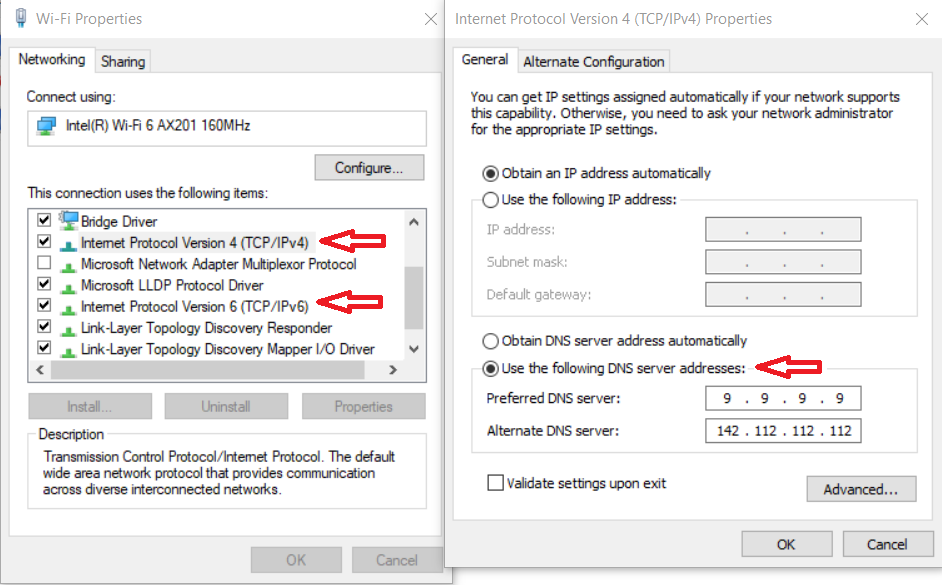 Wi-Fi Properties
Networking
Sharing
Connect using:
Intel(R) Wi-Fi 6 AX201 160MHz
Configure...
This connection uses the following items:
Bridge Driver
Internet Protocol Version 4 (TCP/IPv4)
Microsoft Network Adapter Multiplexor Protocol
Microsoft LLDP Protocol Driver
Internet Protocol Version 6 (TCP/IPv6)
Link-Layer Topology Discovery Responder
Link-Layer Topology Discovery Mapper I/O Driver
Install...
Uninstall
Properties
Description
Transmission Control Protocol/Internet Protocol. The default
wide area network protocol that provides communication
across diverse interconnected networks.
OK
Cancel
Internet Protocol Version 4 (TCP/IPv4) Properties
General
Alternate Configuration
You can get IP settings assigned automatically if your network supports
this capability. Otherwise, you need to ask your network administrator
for the appropriate IP settings.
Obtain an IP address automatically
Use the following IP address:
IP address: . . .
Subnet mask: . . .
Default gateway: . . .
Obtain DNS server address automatically
Use the following DNS server addresses:
Preferred DNS server: 9 . 9 . 9 . 9
Alternate DNS server: 142 . 112 . 112 . 112
Validate settings upon exit
Advanced...
OK
Cancel